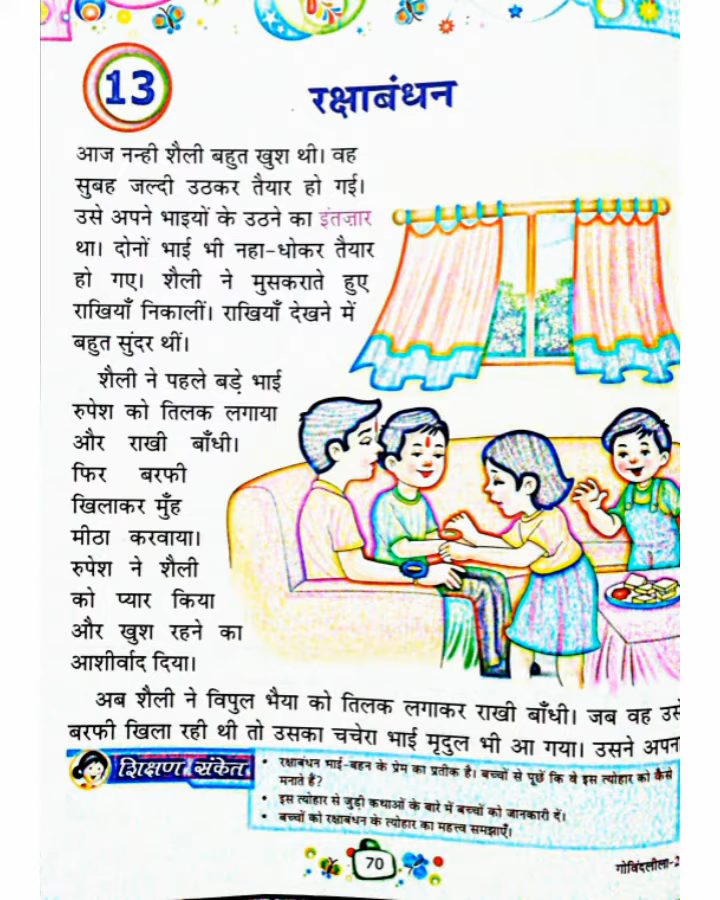 13
रक्षाबंधन
आज नन्ही शैली बहुत खुश थी। वह
सुबह जल्दी उठकर तैयार हो गई।
उसे अपने भाइयों के उठने का इंतज़ार
था। दोनों भाई भी नहा-धोकर तैयार
हो गए। शैली ने मुसकराते हुए
राखियाँ निकालीं। राखियाँ देखने में
बहुत सुंदर थीं।
शैली ने पहले बड़े भाई
रुपेश को तिलक लगाया
और राखी बाँधी।
फिर बरफी
खिलाकर मुँह
मीठा करवाया।
रुपेश ने शैली
को प्यार किया
और खुश रहने का
आशीर्वाद दिया।
अब शैली ने विपुल भैया को तिलक लगाकर राखी बाँधी। जब वह
बरफी खिला रही थी तो उसका चचेरा भाई मृदुल भी आ गया। उसने
शिक्षण संकेत
• रक्षाबंधन भाई-बहन के प्रेम का प्रतीक है। बच्चों से पूछें कि वे इस त्योहार को कैसे
मनाते हैं?
• इस त्योहार से जुड़ी कथाओं के बारे में बच्चों को जानकारी दें।
• बच्चों को रक्षाबंधन के त्योहार का महत्त्व समझाएँ।
70
गोविंदलीला-2